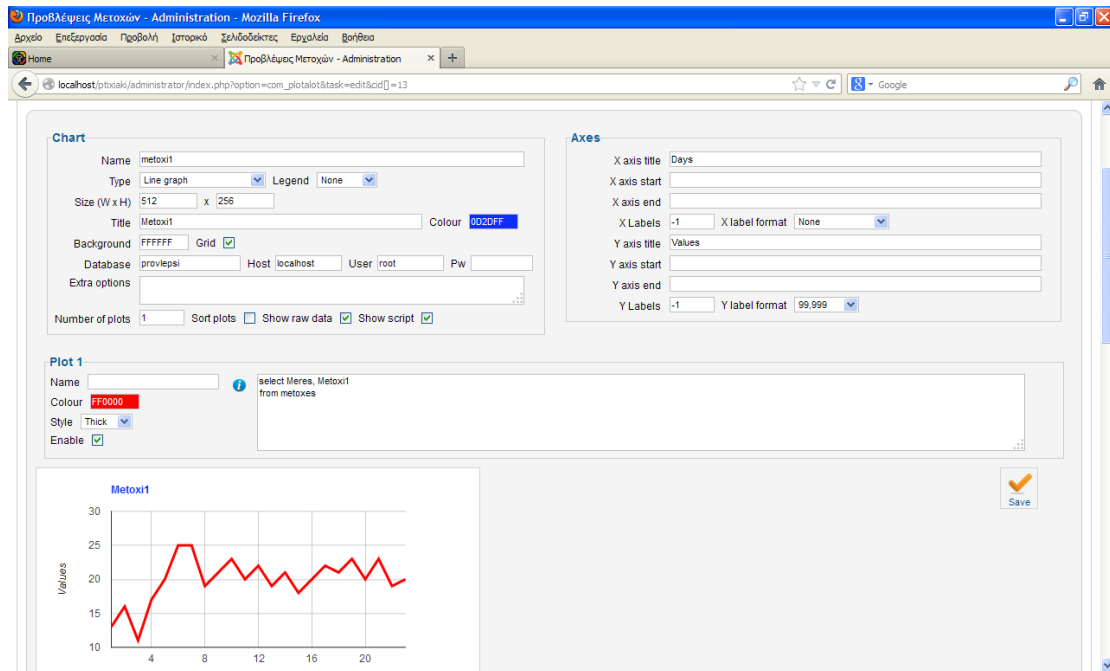 Προβλέψεις Μετοχών - Administration - Mozilla Firefox
Αρχείο Επεξεργασία Προβολή Ιστορικό Σελιδοδείκτες Εργαλεία Βοήθεια
Home
Προβλέψεις Μετοχών - Administration
localhost/ptixiaki/administrator/index.php?option=com_plotalot&task=edit&cid[]=13
Google
Chart
Name metoxi1
Type Line graph Legend None
Size (W x H) 512 x 256
Title Metoxi1 Colour 0D2DFF
Background FFFFFF Grid
Database provlepsi Host localhost User root Pw
Extra options
Number of plots 1 Sort plots Show raw data Show script
Axes
X axis title Days
X axis start
X axis end
X Labels -1 X label format None
Y axis title Values
Y axis start
Y axis end
Y Labels -1 Y label format 99,999
Plot 1
Name
Colour FF0000
Style Thick
Enable
select Meres, Metoxi1
from metoxes
Save
Metoxi1
30
25
20
15
10
Values
4 8 12 16 20